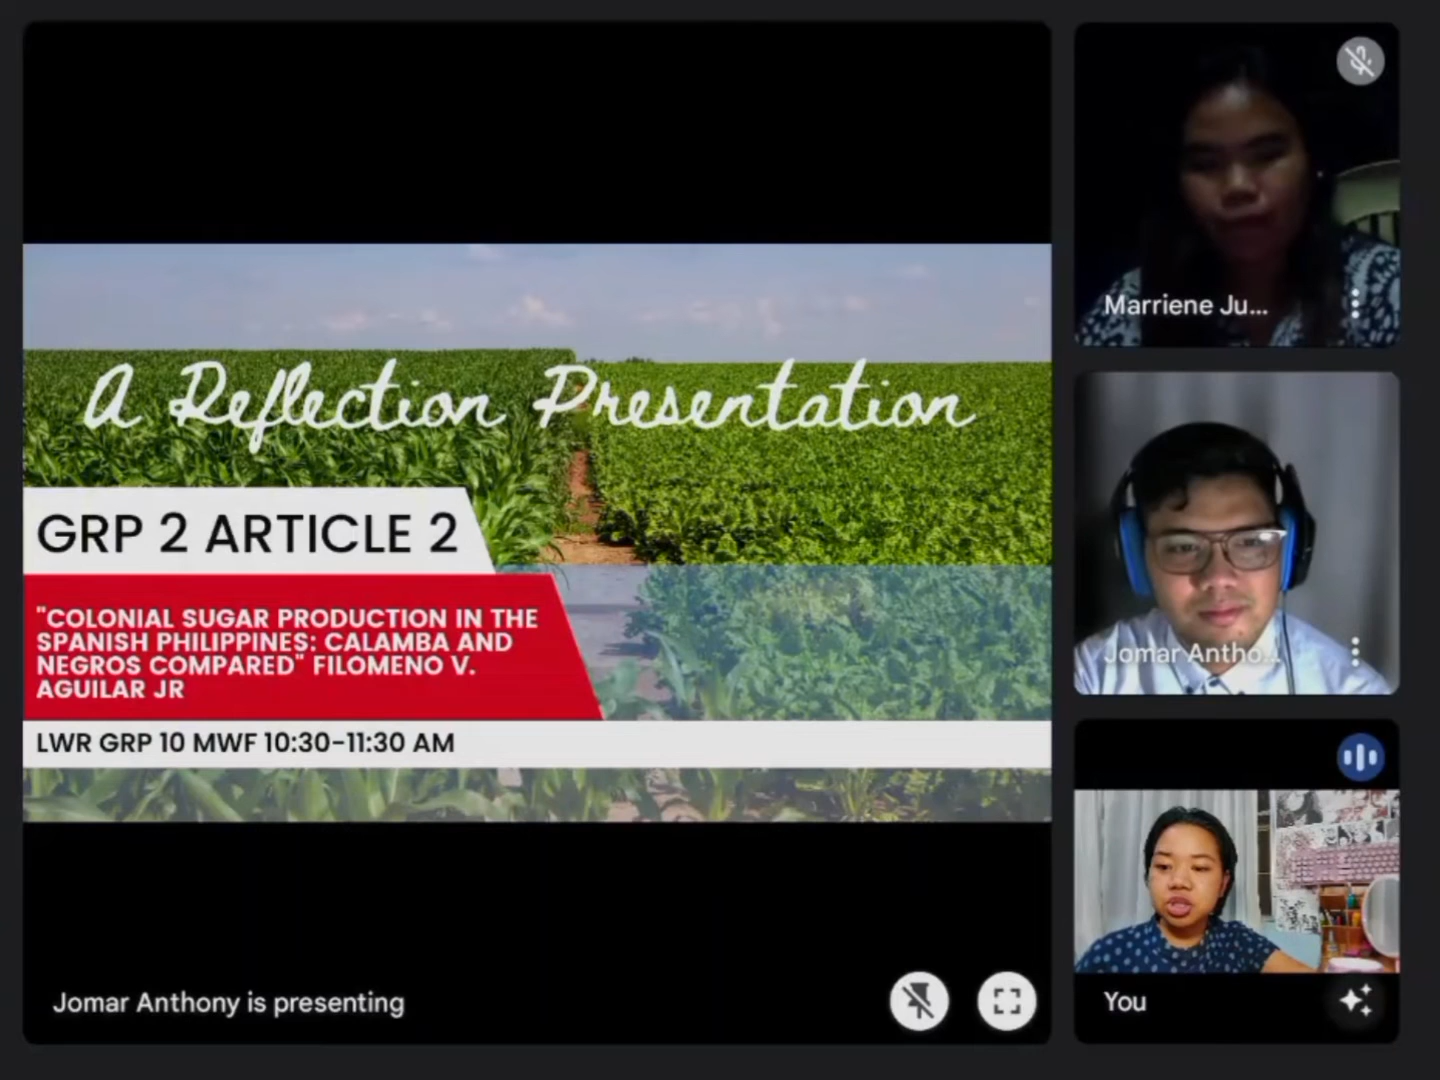 A Reflection Presentation
GRP 2 ARTICLE 2
"COLONIAL SUGAR PRODUCTION IN THE
SPANISH PHILIPPINES: CALAMBA AND
NEGROS COMPARED" FILOMENO V.
AGUILAR JR
LWR GRP 10 MWF 10:30-11:30 AM
Jomar Anthony is presenting
Marriene Ju...
Jomar Antho...
You